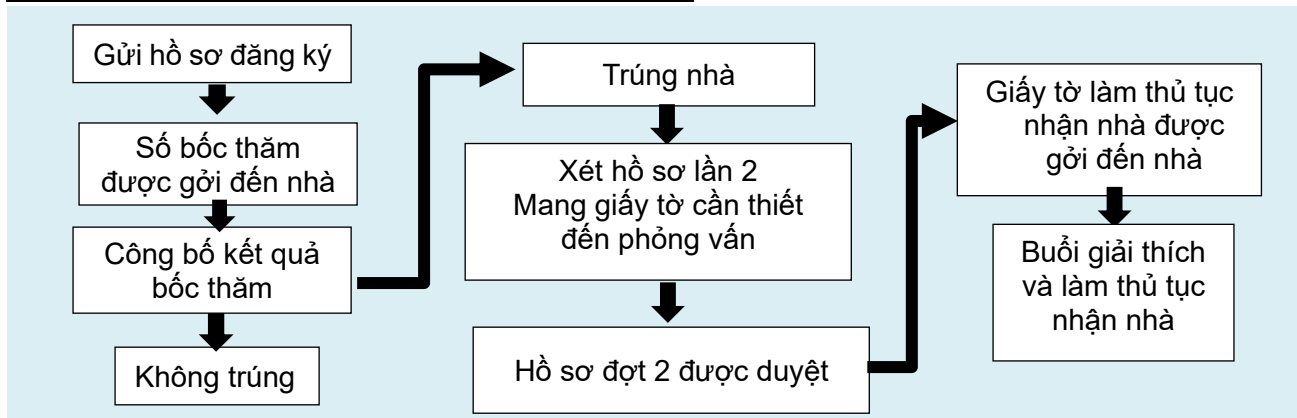 Gửi hồ sơ đăng ký
Số bốc thăm
được gởi đến nhà
Công bố kết quả
bốc thăm
Không trúng
Trúng nhà
Xét hồ sơ lần 2
Mang giấy tờ cần thiết
đến phỏng vấn
Hồ sơ đợt 2 được duyệt
Giấy tờ làm thủ tục
nhận nhà được
gởi đến nhà
Buổi giải thích
và làm thủ tục
nhận nhà